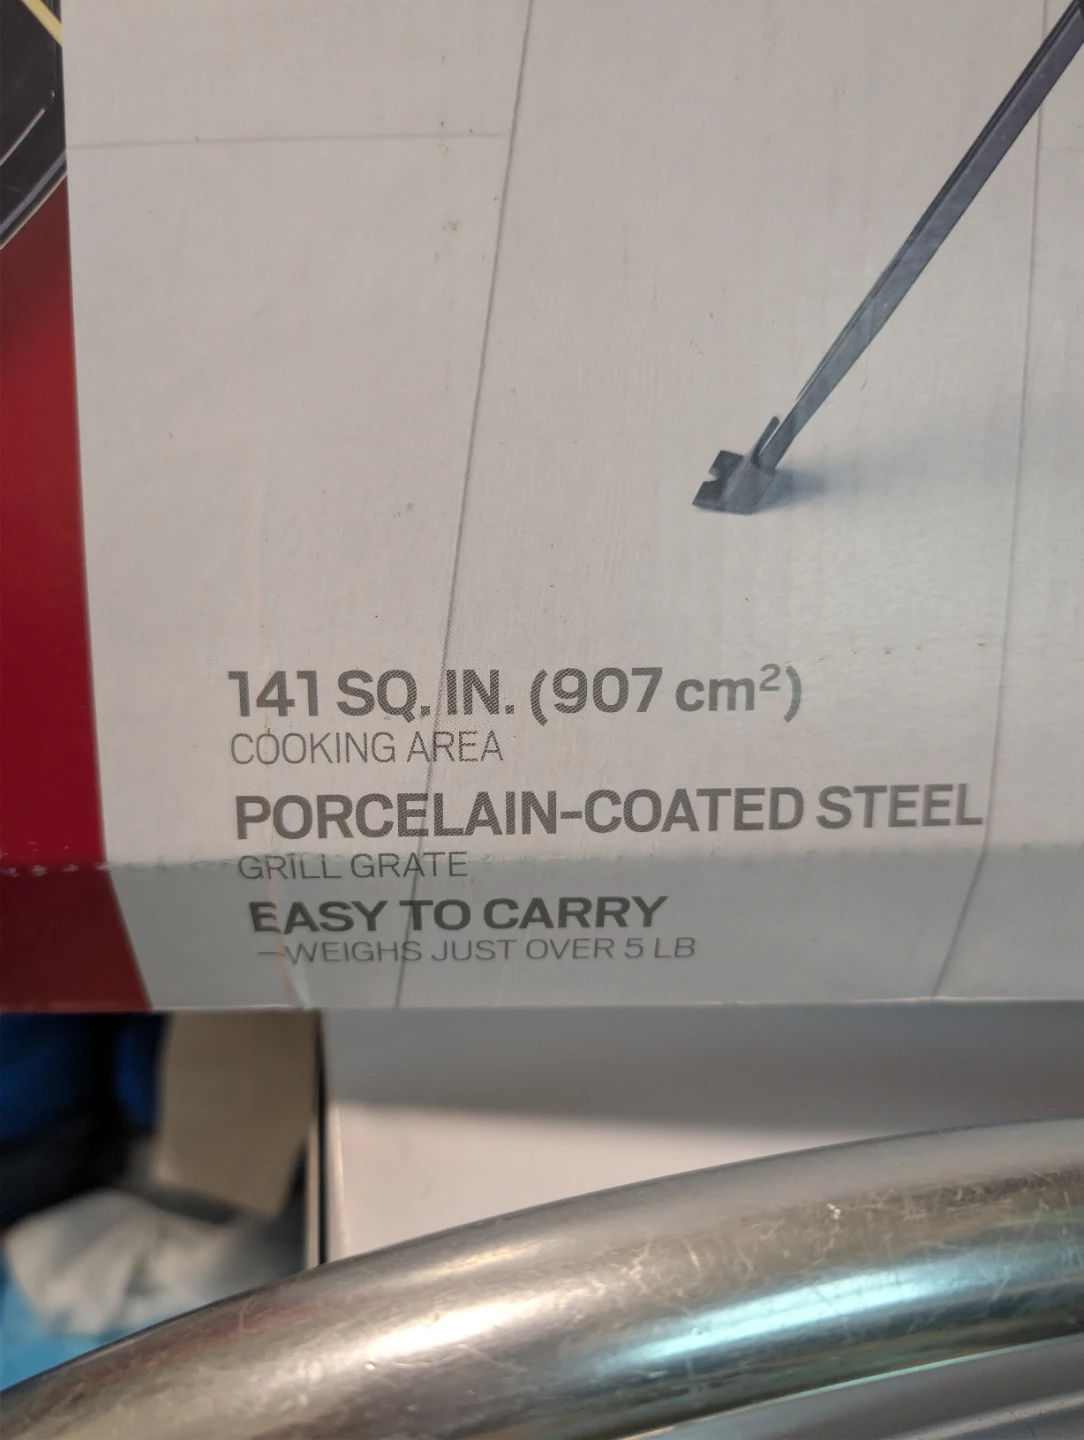 141 SQ. IN. (907 cm²)
COOKING AREA
PORCELAIN-COATED STEEL
GRILL GRATE
EASY TO CARRY
—WEIGHS JUST OVER 5 LB